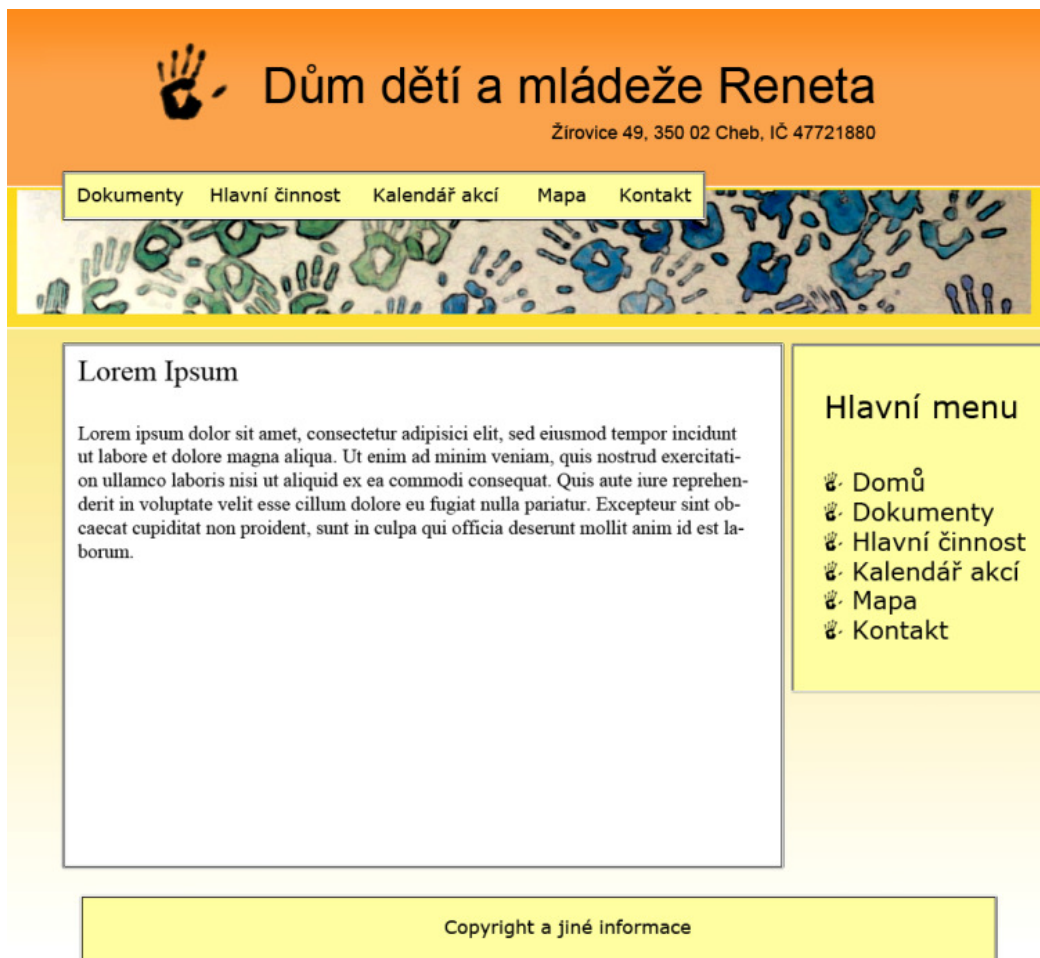 Dům dětí a mládeže Reneta
Žírovice 49, 350 02 Cheb, IČ 47721880
Dokumenty Hlavní činnost Kalendář akcí Mapa Kontakt
Lorem Ipsum
Lorem ipsum dolor sit amet, consectetur adipisici elit, sed eiusmod tempor incidunt
ut labore et dolore magna aliqua. Ut enim ad minim veniam, quis nostrud exercitati-
on ullamco laboris nisi ut aliquid ex ea commodi consequat. Quis aute iure reprehen-
derit in voluptate velit esse cillum dolore eu fugiat nulla pariatur. Excepteur sint ob-
caecat cupiditat non proident, sunt in culpa qui officia deserunt mollit anim id est la-
borum.
Hlavní menu
Domů
Dokumenty
Hlavní činnost
Kalendář akcí
Mapa
Kontakt
Copyright a jiné informace